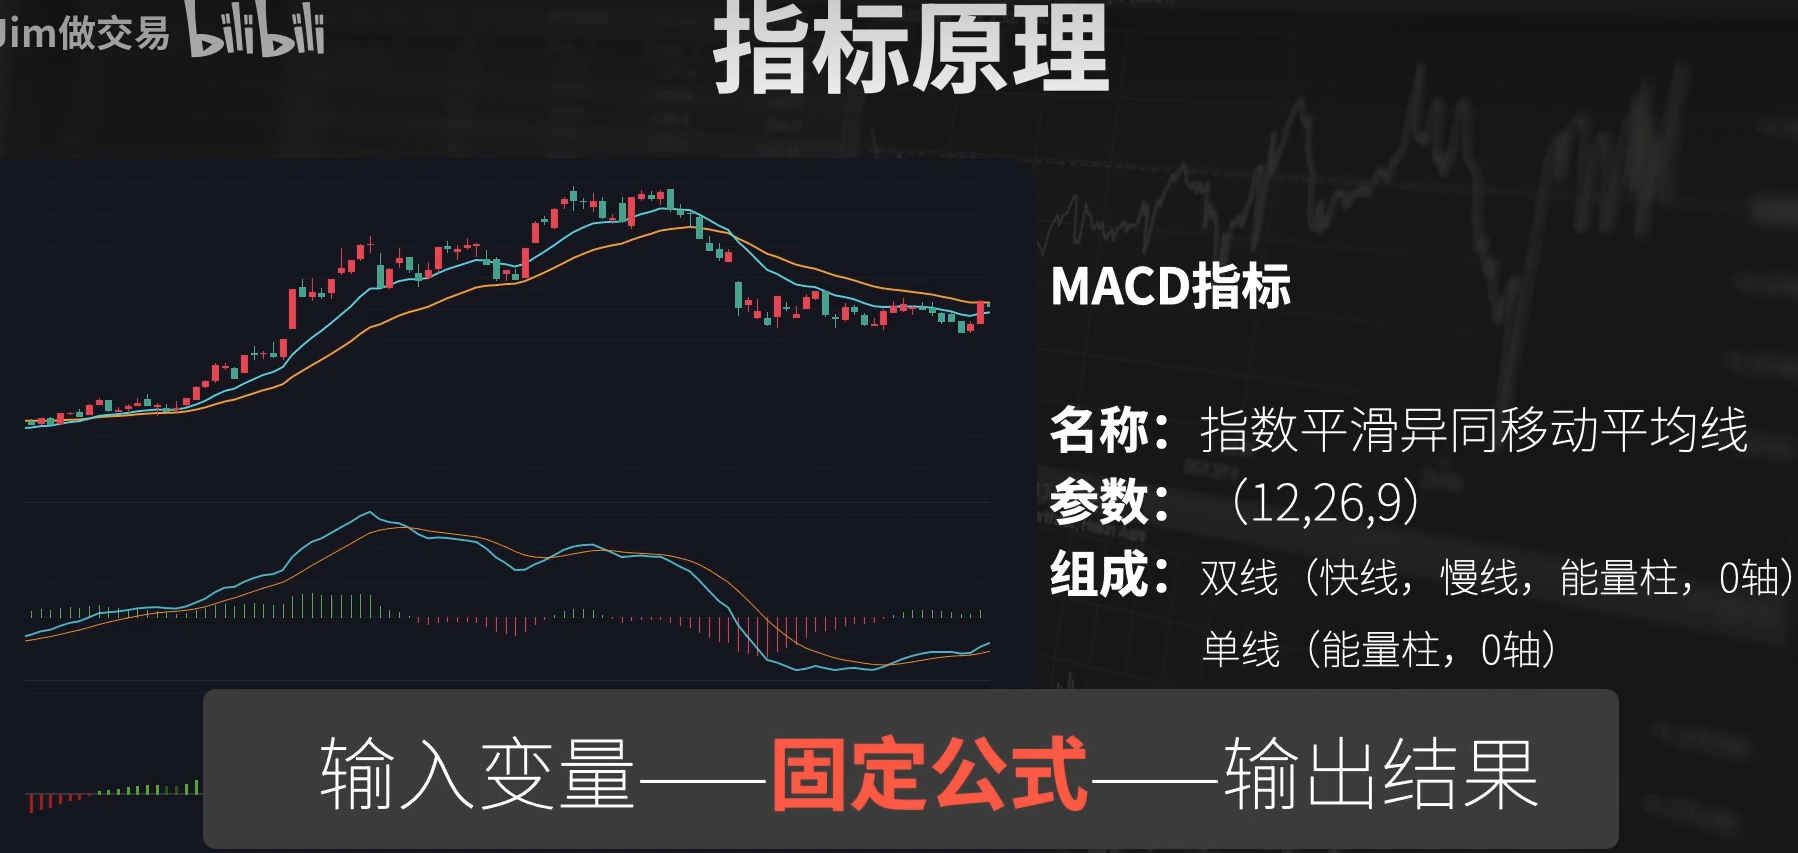 Jim做交易 bilibili
指标原理
MACD指标
名称：指数平滑异同移动平均线
参数：（12,26,9）
组成：双线（快线，慢线，能量柱，0轴）
单线（能量柱，0轴）
输入变量——固定公式——输出结果